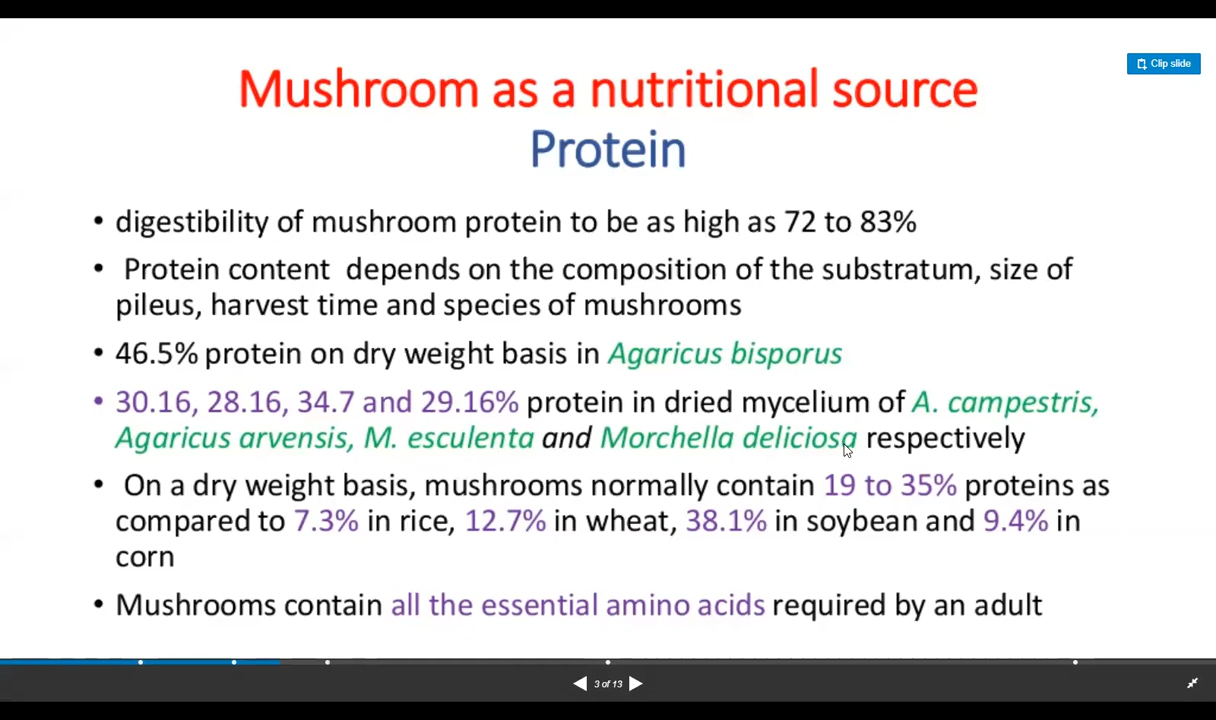 Clip slide
Mushroom as a nutritional source
Protein
• digestibility of mushroom protein to be as high as 72 to 83%
• Protein content depends on the composition of the substratum, size of
pileus, harvest time and species of mushrooms
• 46.5% protein on dry weight basis in Agaricus bisporus
• 30.16, 28.16, 34.7 and 29.16% protein in dried mycelium of A. campestris,
Agaricus arvensis, M. esculenta and Morchella deliciosa respectively
• On a dry weight basis, mushrooms normally contain 19 to 35% proteins as
compared to 7.3% in rice, 12.7% in wheat, 38.1% in soybean and 9.4% in
corn
• Mushrooms contain all the essential amino acids required by an adult
3 of 13